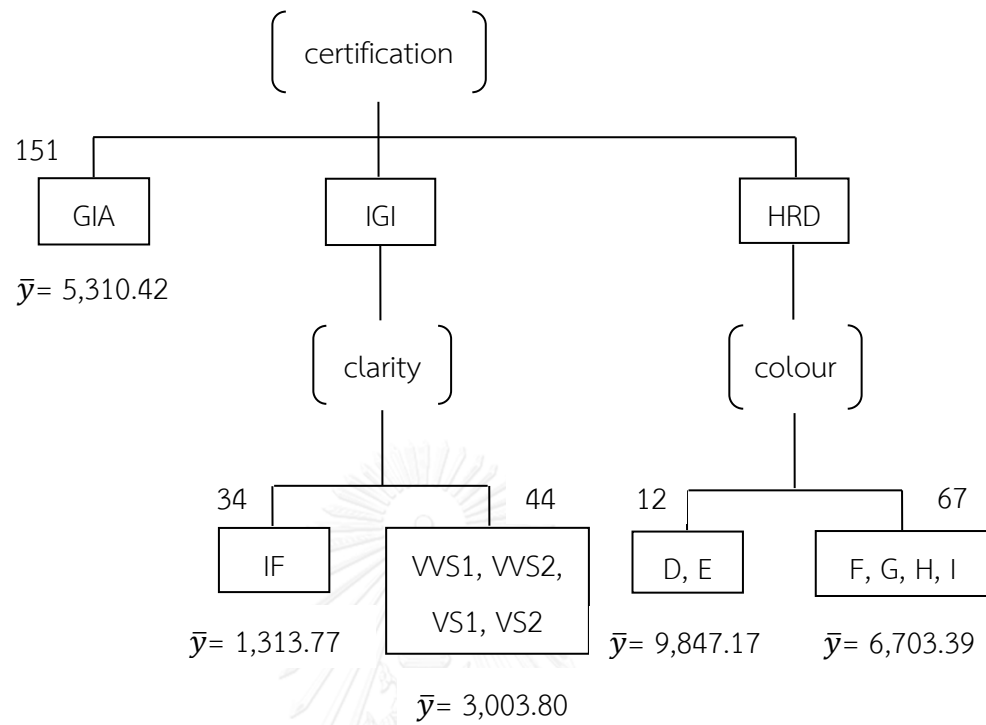 certification
151
GIA
IGI
HRD
ȳ= 5,310.42
clarity
colour
34
44
12
67
IF
VVS1, VVS2,
VS1, VS2
D, E
F, G, H, I
ȳ= 1,313.77
ȳ= 9,847.17
ȳ= 6,703.39
ȳ= 3,003.80